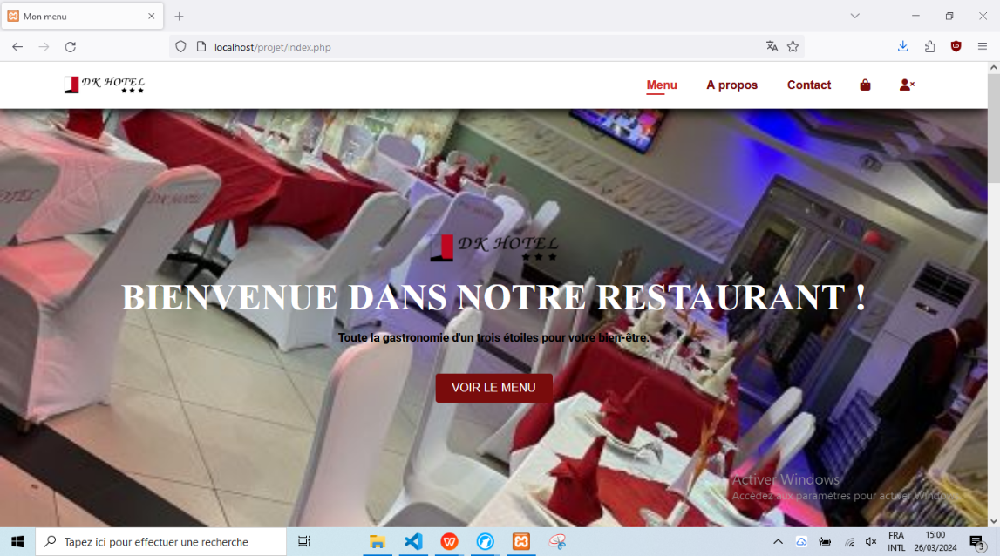 Mon menu
localhost/projet/index.php
DK HOTEL
Menu
A propos
Contact
DK HOTEL
BIENVENUE DANS NOTRE RESTAURANT !
Toute la gastronomie d'un trois étoiles pour votre bien-être.
VOIR LE MENU
Activer Windows
Accédez aux paramètres pour activer Windows.
Tapez ici pour effectuer une recherche
FRA
INTL
15:00
26/03/2024
3